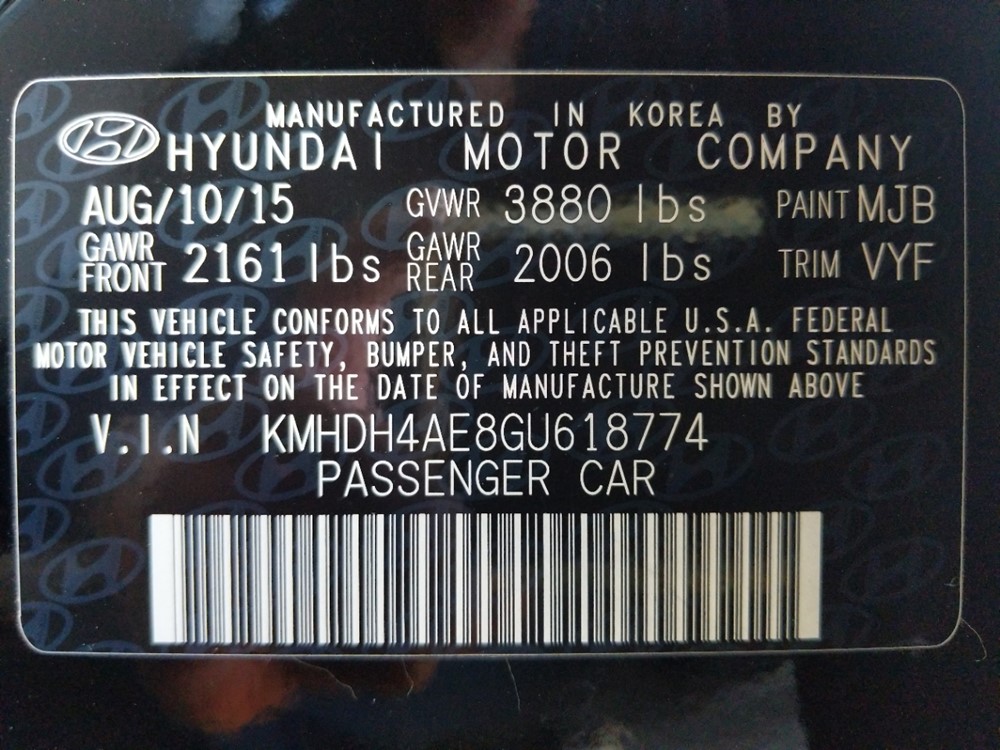 MANUFACTURED IN KOREA BY
HYUNDAI MOTOR COMPANY
AUG/10/15 GVWR 3880 lbs PAINT MJB
GAWR FRONT 2161 lbs GAWR REAR 2006 lbs TRIM VYF
THIS VEHICLE CONFORMS TO ALL APPLICABLE U.S.A. FEDERAL
MOTOR VEHICLE SAFETY, BUMPER, AND THEFT PREVENTION STANDARDS
IN EFFECT ON THE DATE OF MANUFACTURE SHOWN ABOVE
V.I.N KMHDH4AE8GU618774
PASSENGER CAR